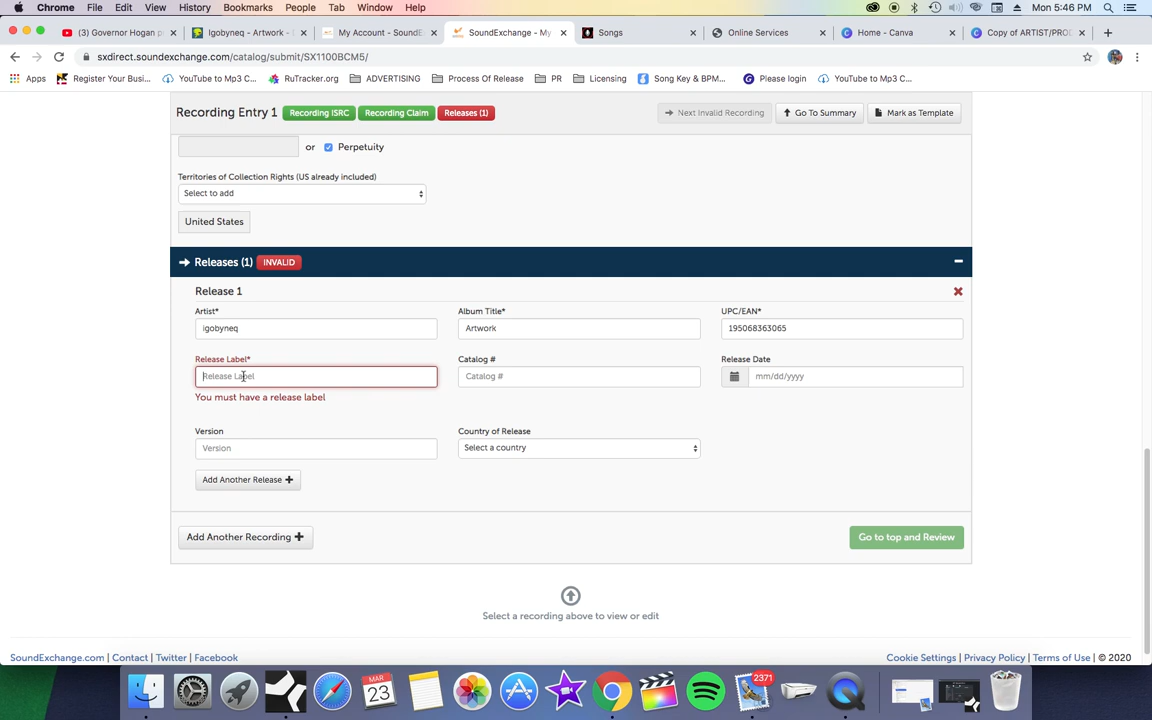 Chrome File Edit View History Bookmarks People Tab Window Help Mon 5:46 PM
(3) Governor Hogan p
Igobyneq - Artwork -
My Account - SoundE
SoundExchange - My
Songs
Online Services
Home - Canva
Copy of ARTIST/PRO
sxdirect.soundexchange.com/catalog/submit/SX1100BCM5/
Apps Register Your Busi... YouTube to Mp3 C... RuTracker.org ADVERTISING Process Of Release PR Licensing Song Key & BPM... Please login YouTube to Mp3 C...
Recording Entry 1 Recording ISRC Recording Claim Releases (1) Next Invalid Recording Go To Summary Mark as Template
or Perpetuity
Territories of Collection Rights (US already included)
Select to add
United States
Releases (1) INVALID
Release 1
Artist* Album Title* UPC/EAN*
igobyneq Artwork 195068363065
Release Label* Catalog # Release Date
Release Label Catalog # mm/dd/yyyy
You must have a release label
Version Country of Release
Version Select a country
Add Another Release
Add Another Recording Go to top and Review
Select a recording above to view or edit
SoundExchange.com | Contact | Twitter | Facebook Cookie Settings | Privacy Policy | Terms of Use | © 2020
MAR
23
2371